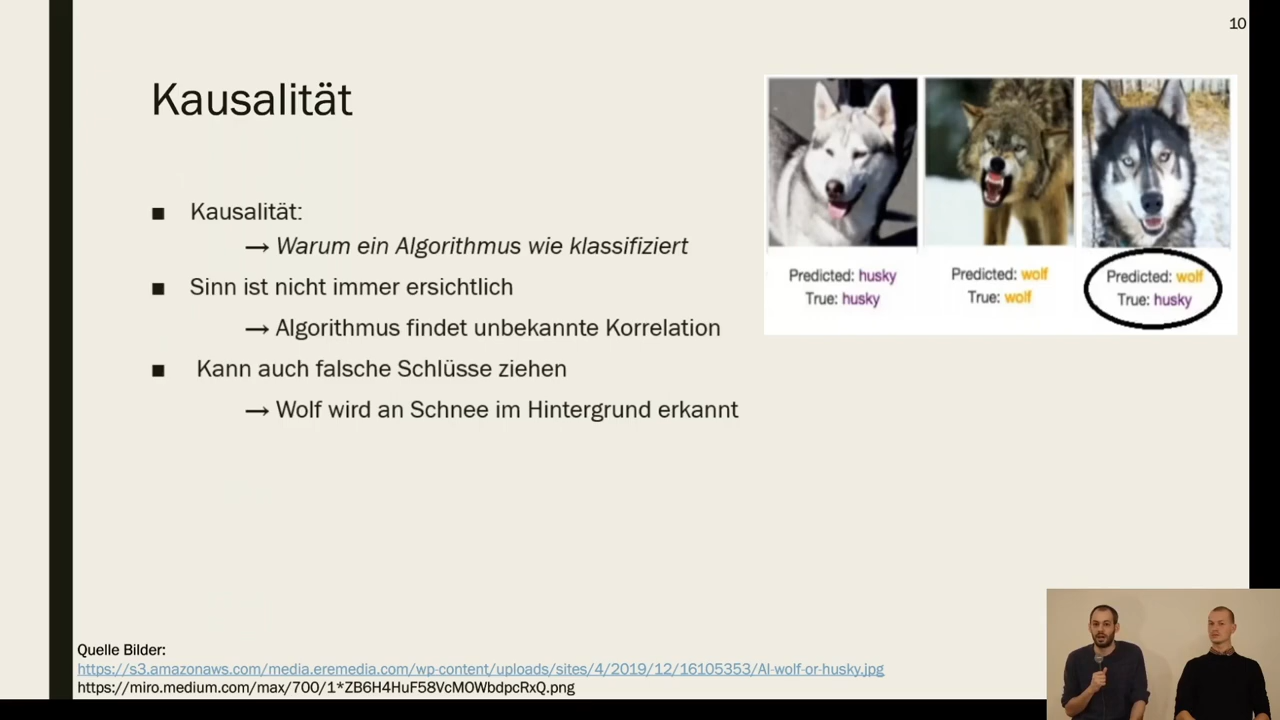 10
Kausalität
■ Kausalität:
→ Warum ein Algorithmus wie klassifiziert
■ Sinn ist nicht immer ersichtlich
→ Algorithmus findet unbekannte Korrelation
■ Kann auch falsche Schlüsse ziehen
→ Wolf wird an Schnee im Hintergrund erkannt
Predicted: husky
True: husky
Predicted: wolf
True: wolf
Predicted: wolf
True: husky
Quelle Bilder:
https://s3.amazonaws.com/media.eremedia.com/wp-content/uploads/sites/4/2019/12/16105353/AI-wolf-or-husky.jpg
https://miro.medium.com/max/700/1*ZB6H4HuF58VcMOWbdpcRxQ.png